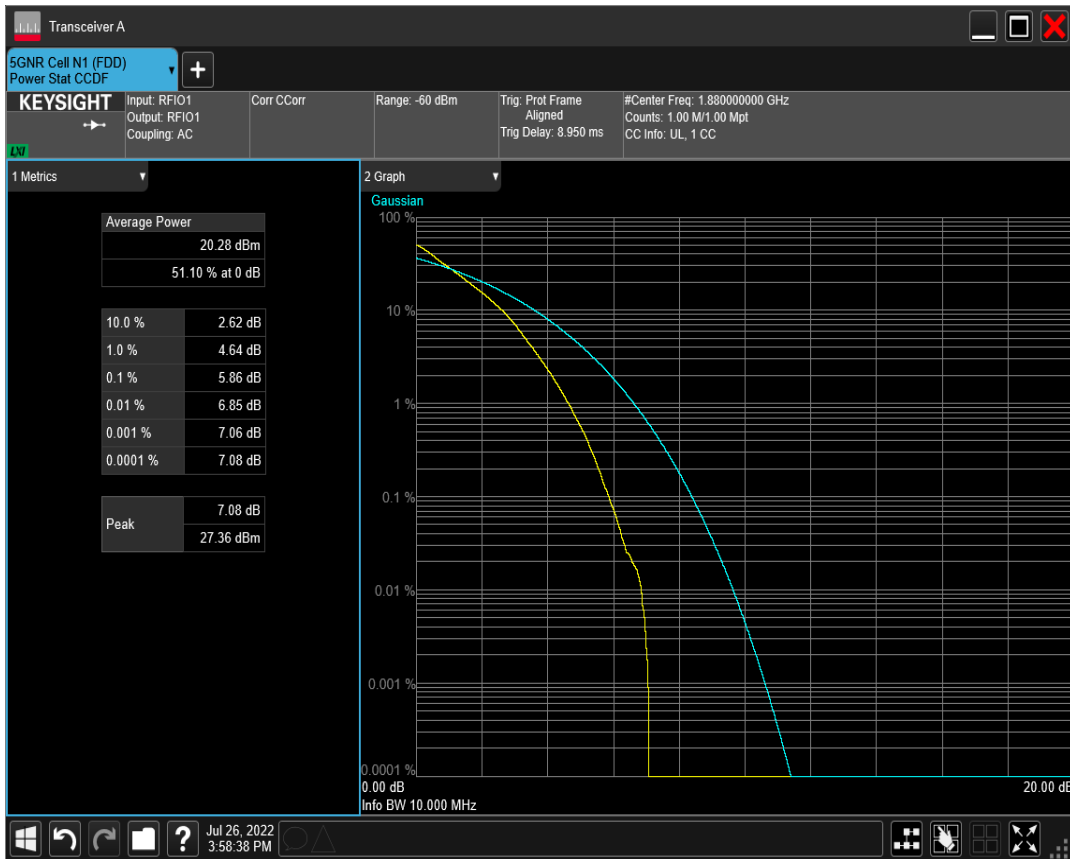 Transceiver A
5GNR Cell N1 (FDD)
Power Stat CCDF
+
KEYSIGHT
LXI
Input: RFIO1
Output: RFIO1
Coupling: AC
Corr CCorr
Range: -60 dBm
Trig: Prot Frame
Aligned
Trig Delay: 8.950 ms
#Center Freq: 1.880000000 GHz
Counts: 1.00 M/1.00 Mpt
CC Info: UL, 1 CC
1 Metrics
Average Power
20.28 dBm
51.10 % at 0 dB
10.0 % 2.62 dB
1.0 % 4.64 dB
0.1 % 5.86 dB
0.01 % 6.85 dB
0.001 % 7.06 dB
0.0001 % 7.08 dB
Peak
7.08 dB
27.36 dBm
2 Graph
Gaussian
100 %
10 %
1 %
0.1 %
0.01 %
0.001 %
0.0001 %
0.00 dB 20.00 dB
Info BW 10.000 MHz
?
Jul 26, 2022
3:58:38 PM